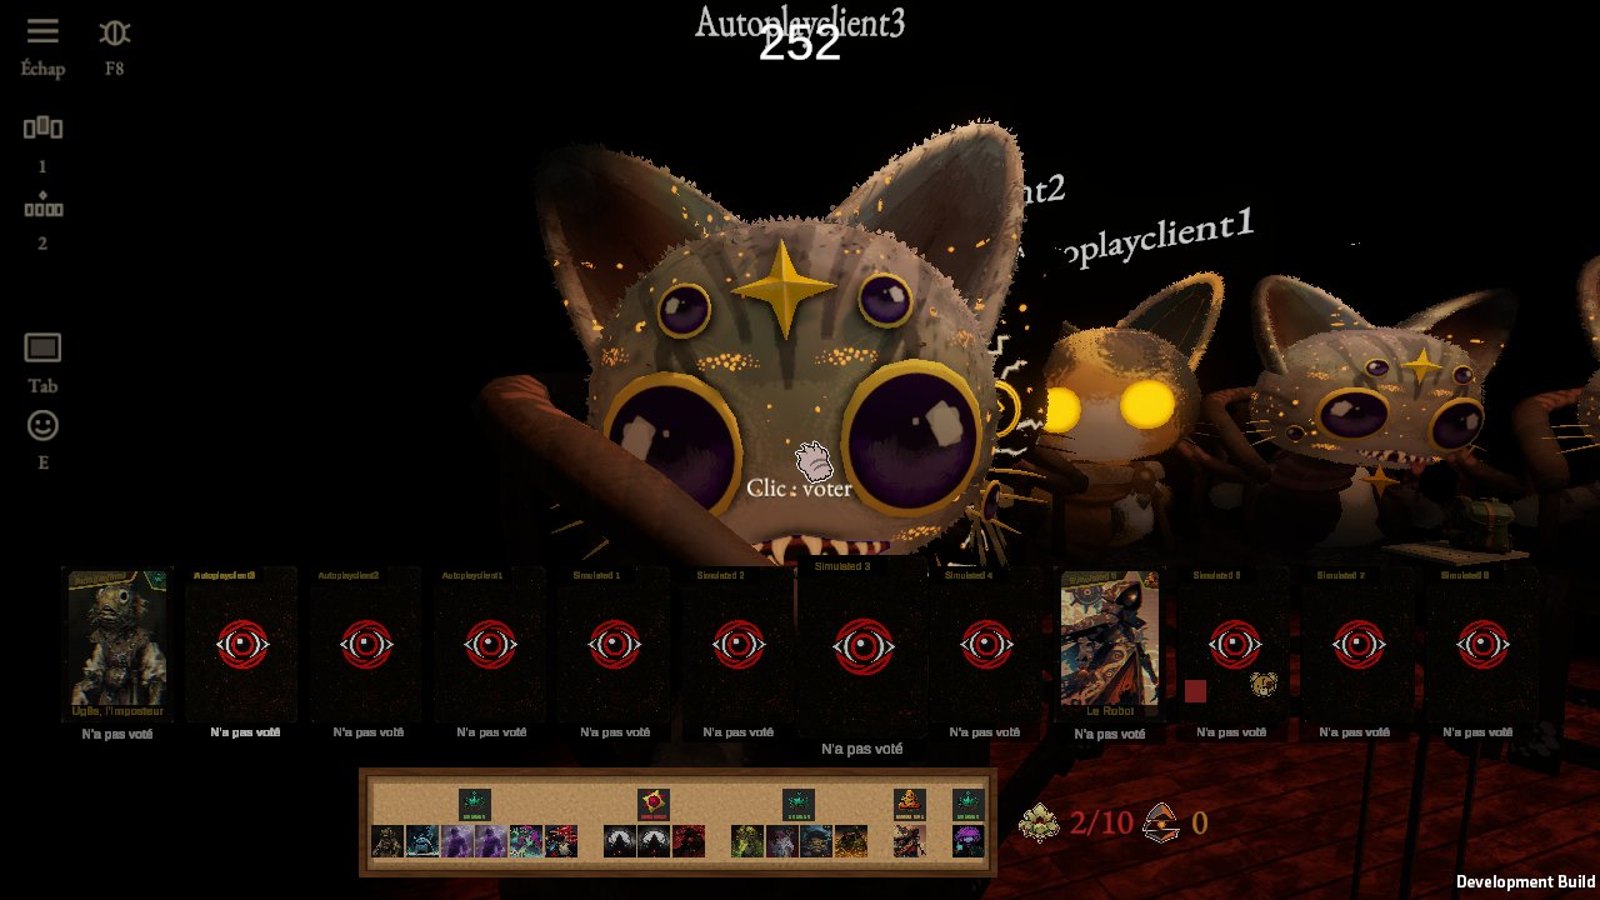 Autoplayclient3
252
Échap
F8
1
2
Tab
E
nt2
oplayclient1
Clic : voter
Autoplayclient3
Autoplayclient2
Autoplayclient1
Simulated 1
Simulated 2
Simulated 3
Simulated 4
Simulated 7
Le Robot
N'a pas voté
N'a pas voté
N'a pas voté
N'a pas voté
N'a pas voté
N'a pas voté
N'a pas voté
N'a pas voté
N'a pas voté
N'a pas voté
N'a pas voté
N'a pas voté
2/10
0
Development Build